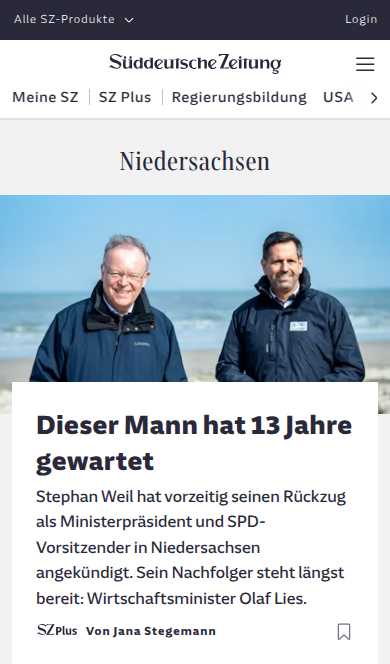 Alle SZ-Produkte
Login
Süddeutsche Zeitung
Meine SZ
SZ Plus
Regierungsbildung
USA
Niedersachsen
Dieser Mann hat 13 Jahre
gewartet
Stephan Weil hat vorzeitig seinen Rückzug
als Ministerpräsident und SPD-
Vorsitzender in Niedersachsen
angekündigt. Sein Nachfolger steht längst
bereit: Wirtschaftsminister Olaf Lies.
SZ Plus Von Jana Stegemann